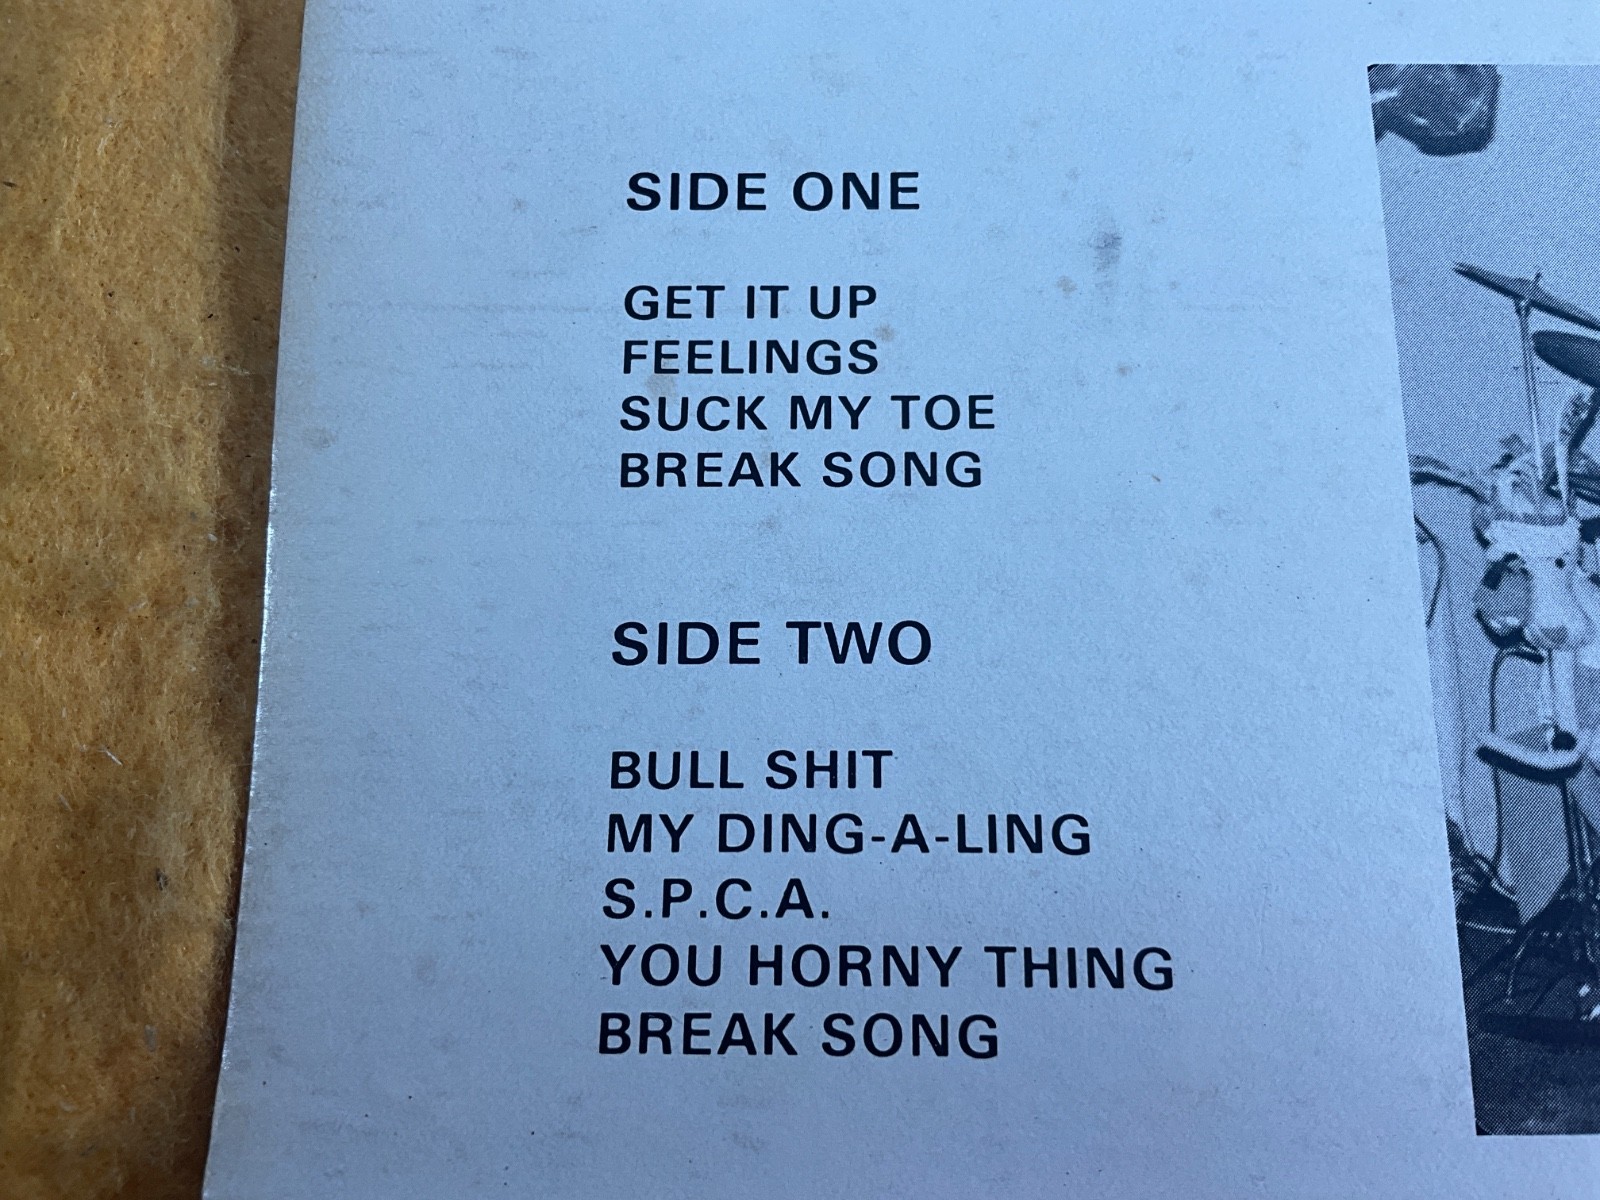 SIDE ONE
GET IT UP
FEELINGS
SUCK MY TOE
BREAK SONG
SIDE TWO
BULL SHIT
MY DING-A-LING
S.P.C.A.
YOU HORNY THING
BREAK SONG